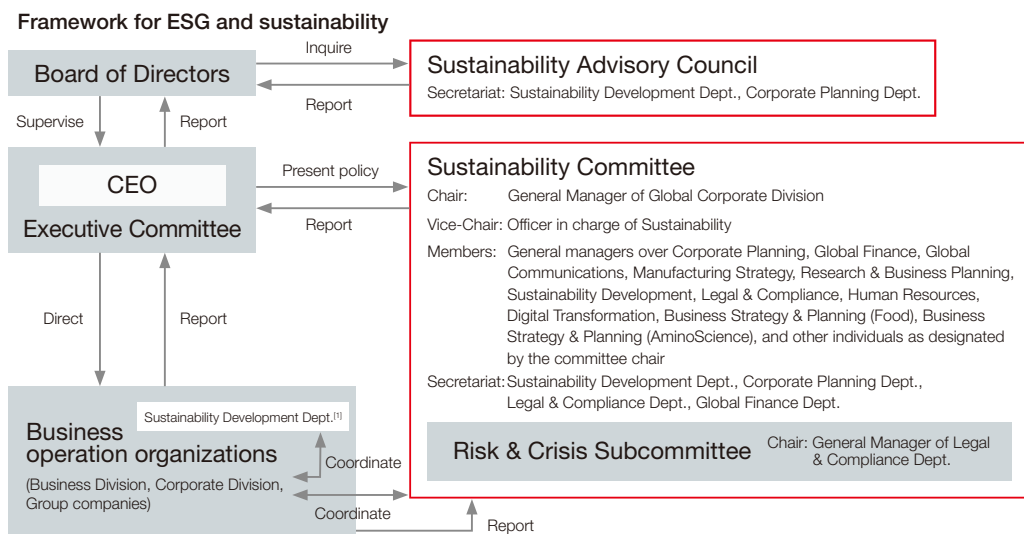 Framework for ESG and sustainability
Board of Directors
Inquire
Report
Sustainability Advisory Council
Secretariat: Sustainability Development Dept., Corporate Planning Dept.
Supervise
Report
CEO
Executive Committee
Present policy
Report
Sustainability Committee
Chair: General Manager of Global Corporate Division
Vice-Chair: Officer in charge of Sustainability
Members: General managers over Corporate Planning, Global Finance, Global
Communications, Manufacturing Strategy, Research & Business Planning,
Sustainability Development, Legal & Compliance, Human Resources,
Digital Transformation, Business Strategy & Planning (Food), Business
Strategy & Planning (AminoScience), and other individuals as designated
by the committee chair
Secretariat: Sustainability Development Dept., Corporate Planning Dept.,
Legal & Compliance Dept., Global Finance Dept.
Risk & Crisis Subcommittee
Chair: General Manager of Legal
& Compliance Dept.
Direct
Report
Sustainability Development Dept.[1]
Business
operation organizations
(Business Division, Corporate Division,
Group companies)
Coordinate
Coordinate
Report